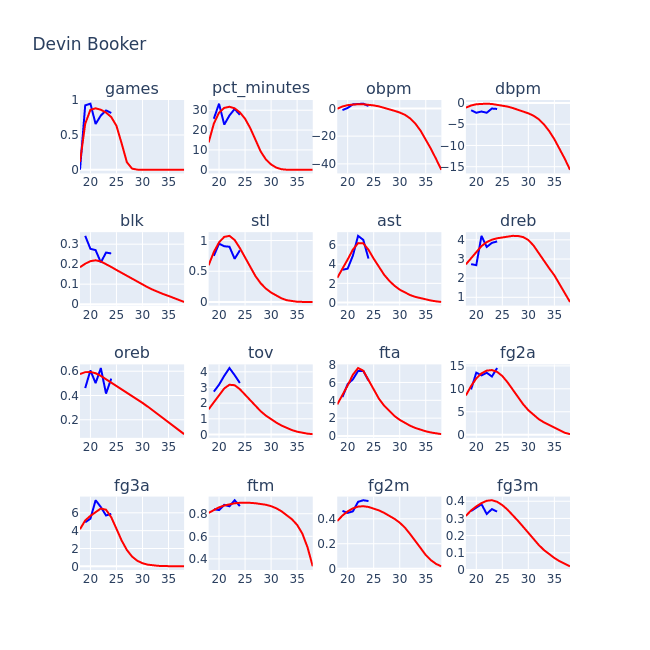 Devin Booker
games pct_minutes obpm dbpm
1 0.5 0
30 20 10 0
0 −20 −40
0 −5 −10 −15
20 25 30 35 20 25 30 35 20 25 30 35 20 25 30 35
blk stl ast dreb
0.3 0.2 0.1 0
1 0.5 0
6 4 2 0
4 3 2 1
20 25 30 35 20 25 30 35 20 25 30 35 20 25 30 35
oreb tov fta fg2a
0.6 0.4 0.2
4 3 2 1 0
8 6 4 2 0
15 10 5 0
20 25 30 35 20 25 30 35 20 25 30 35 20 25 30 35
fg3a ftm fg2m fg3m
6 4 2 0
0.8 0.6 0.4
0.4 0.2 0
0.4 0.3 0.2 0.1 0
20 25 30 35 20 25 30 35 20 25 30 35 20 25 30 35